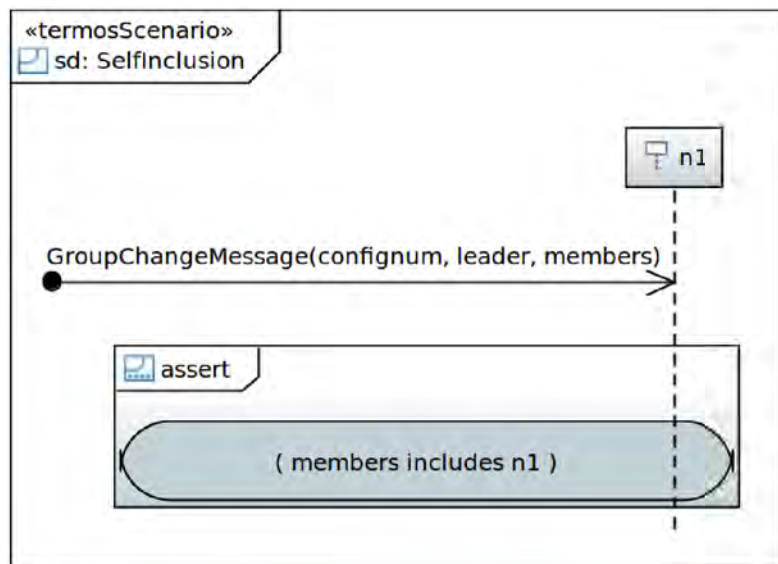 «termosScenario»
sd: SelfInclusion
n1
GroupChangeMessage(confignum, leader, members)
assert
( members includes n1 )